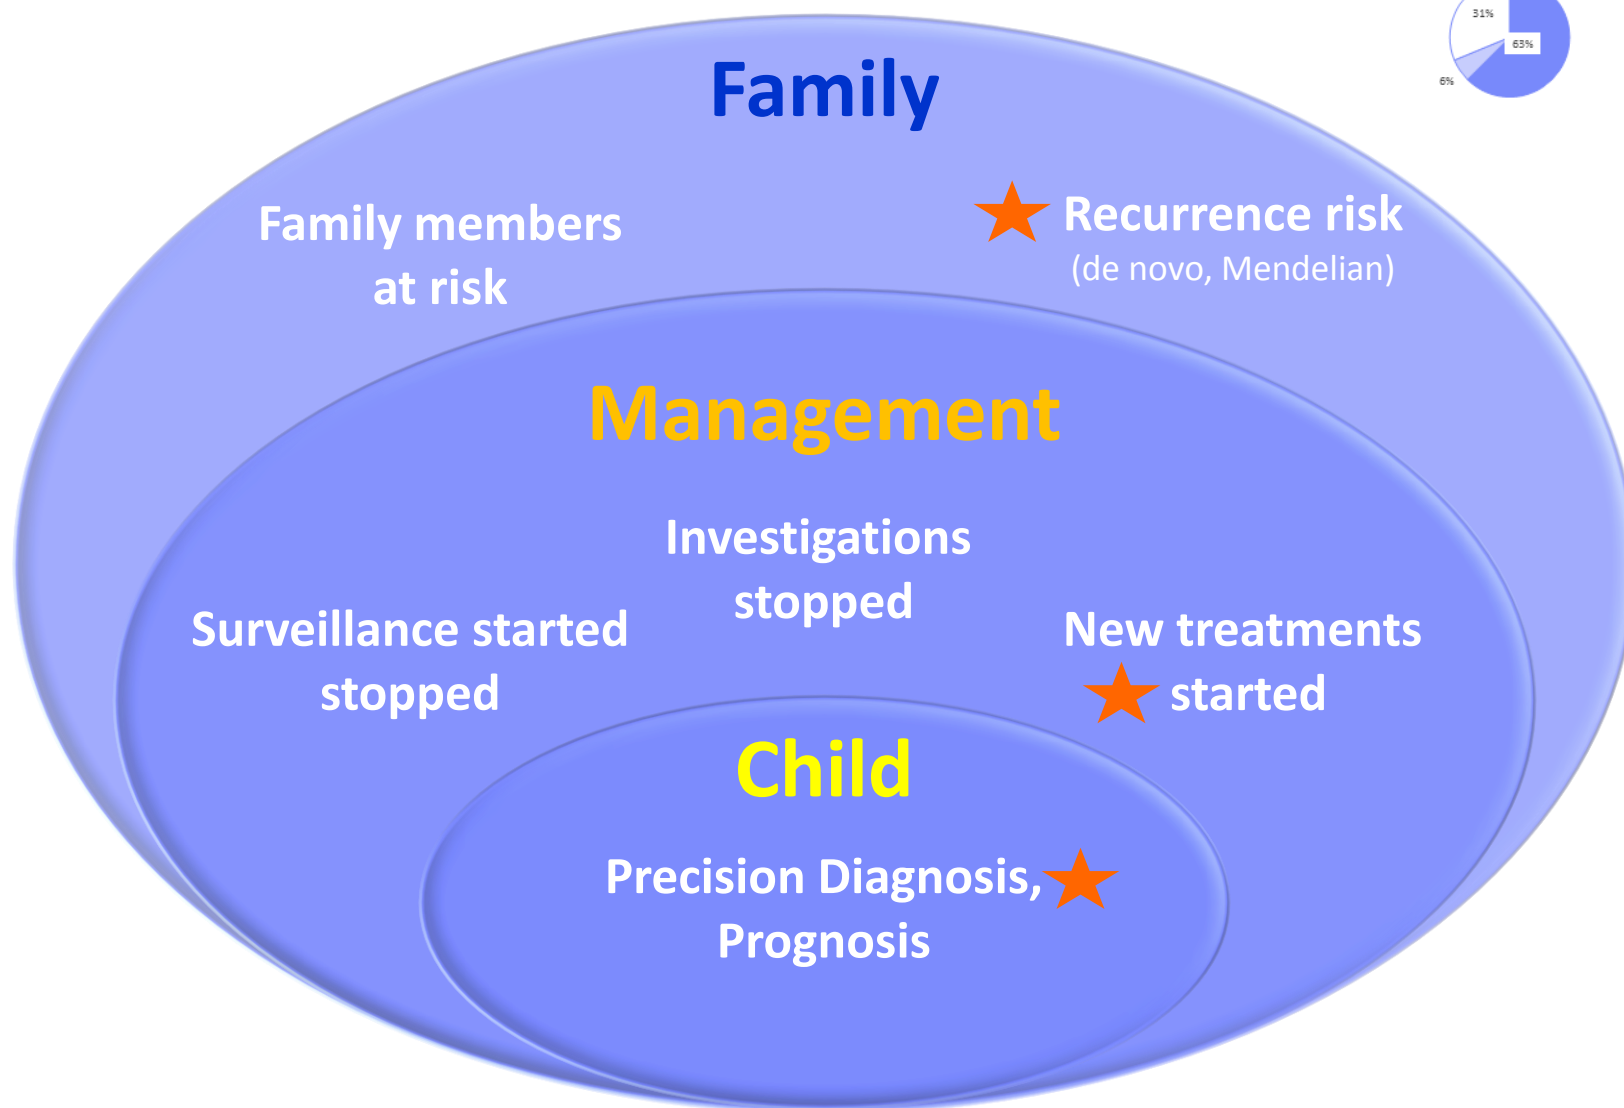 31%
63%
6%
Family
Family members
at risk
Recurrence risk
(de novo, Mendelian)
Management
Investigations
stopped
Surveillance started
stopped
New treatments
started
Child
Precision Diagnosis,
Prognosis